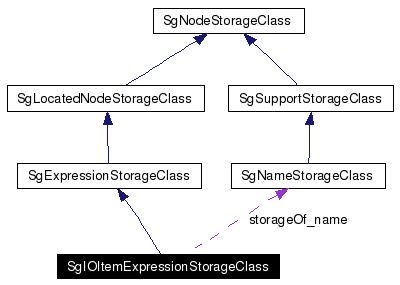 SgNodeStorageClass
SgLocatedNodeStorageClass
SgSupportStorageClass
SgExpressionStorageClass
SgNameStorageClass
storageOf_name
SgIOItemExpressionStorageClass